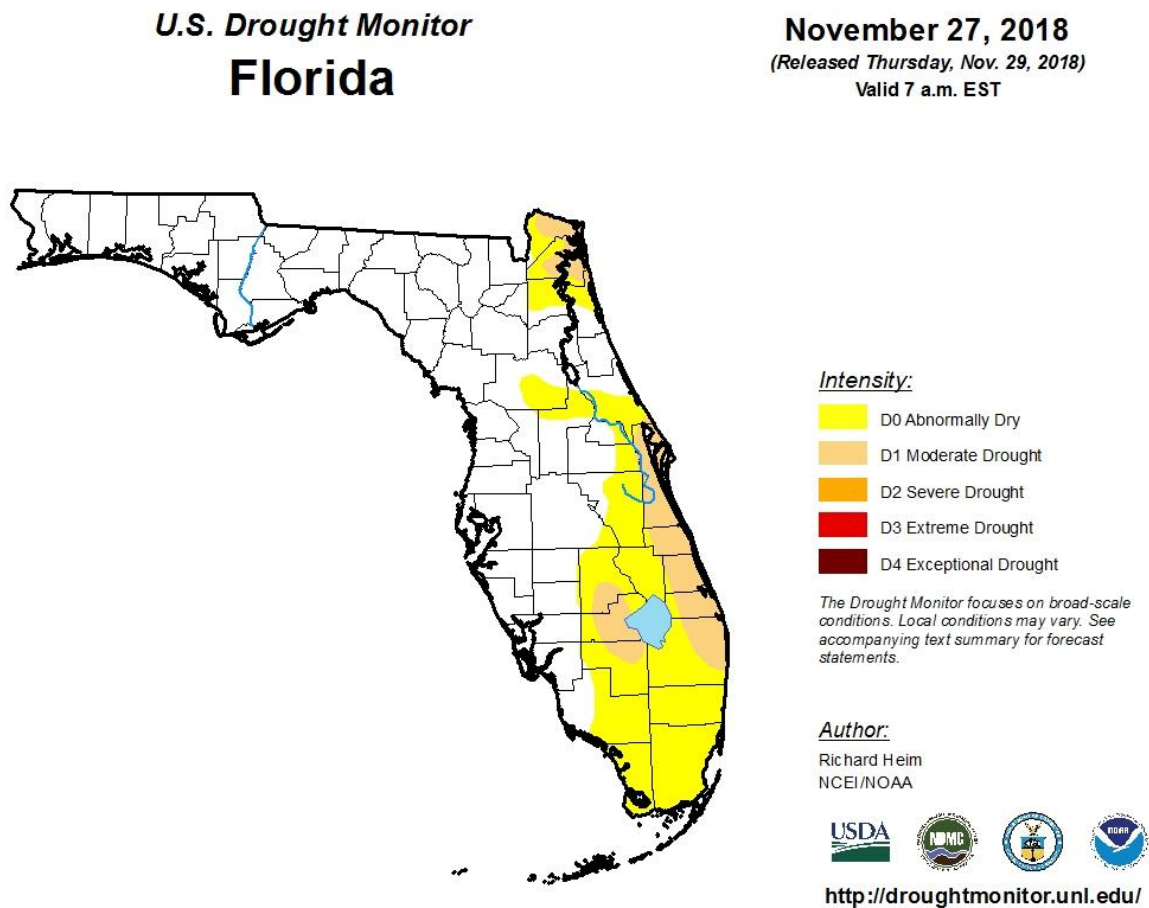 U.S. Drought Monitor
Florida
November 27, 2018
(Released Thursday, Nov. 29, 2018)
Valid 7 a.m. EST
Intensity:
D0 Abnormally Dry
D1 Moderate Drought
D2 Severe Drought
D3 Extreme Drought
D4 Exceptional Drought
The Drought Monitor focuses on broad-scale
conditions. Local conditions may vary. See
accompanying text summary for forecast
statements.
Author:
Richard Heim
NCEI/NOAA
USDA
NDMC
NOAA
http://droughtmonitor.unl.edu/